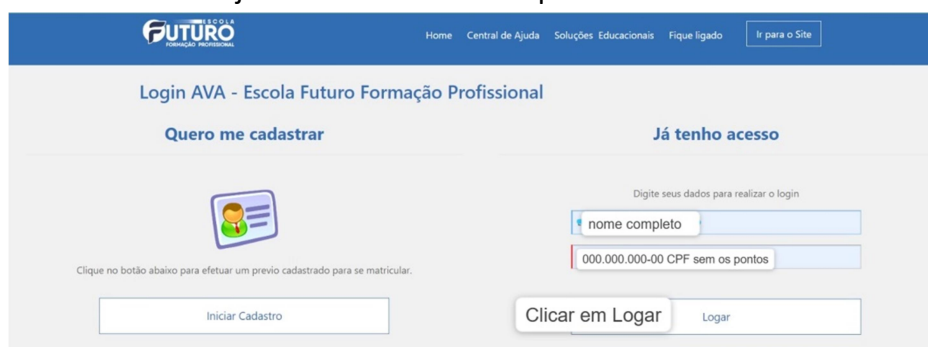 ESCOLA
FUTURO
FORMAÇÃO PROFISSIONAL
Home Central de Ajuda Soluções Educacionais Fique ligado Ir para o Site
Login AVA - Escola Futuro Formação Profissional
Quero me cadastrar
Já tenho acesso
Digite seus dados para realizar o login
nome completo
000.000.000-00 CPF sem os pontos
Clique no botão abaixo para efetuar um previo cadastrado para se matricular.
Iniciar Cadastro
Clicar em Logar
Logar